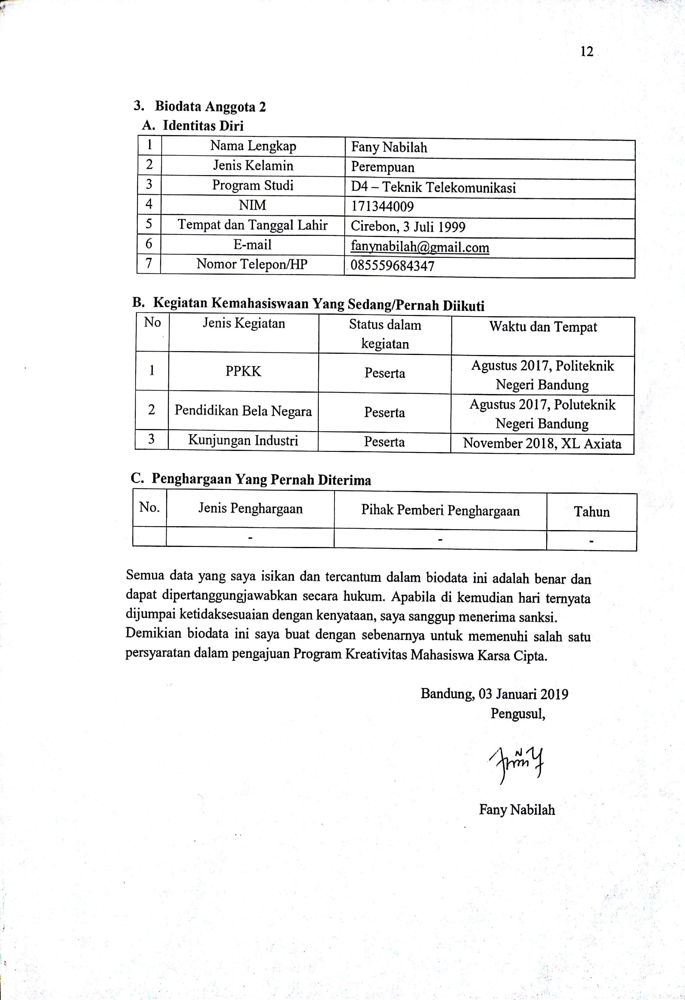 12
3. Biodata Anggota 2
A. Identitas Diri
1 Nama Lengkap Fany Nabilah
2 Jenis Kelamin Perempuan
3 Program Studi D4 – Teknik Telekomunikasi
4 NIM 171344009
5 Tempat dan Tanggal Lahir Cirebon, 3 Juli 1999
6 E-mail fanynabilah@gmail.com
7 Nomor Telepon/HP 085559684347
B. Kegiatan Kemahasiswaan Yang Sedang/Pernah Diikuti
No Jenis Kegiatan Status dalam kegiatan Waktu dan Tempat
1 PPKK Peserta Agustus 2017, Politeknik Negeri Bandung
2 Pendidikan Bela Negara Peserta Agustus 2017, Poluteknik Negeri Bandung
3 Kunjungan Industri Peserta November 2018, XL Axiata
C. Penghargaan Yang Pernah Diterima
No. Jenis Penghargaan Pihak Pemberi Penghargaan Tahun
- - -
Semua data yang saya isikan dan tercantum dalam biodata ini adalah benar dan
dapat dipertanggungjawabkan secara hukum. Apabila di kemudian hari ternyata
dijumpai ketidaksesuaian dengan kenyataan, saya sanggup menerima sanksi.
Demikian biodata ini saya buat dengan sebenarnya untuk memenuhi salah satu
persyaratan dalam pengajuan Program Kreativitas Mahasiswa Karsa Cipta.
Bandung, 03 Januari 2019
Pengusul,
Fany Nabilah